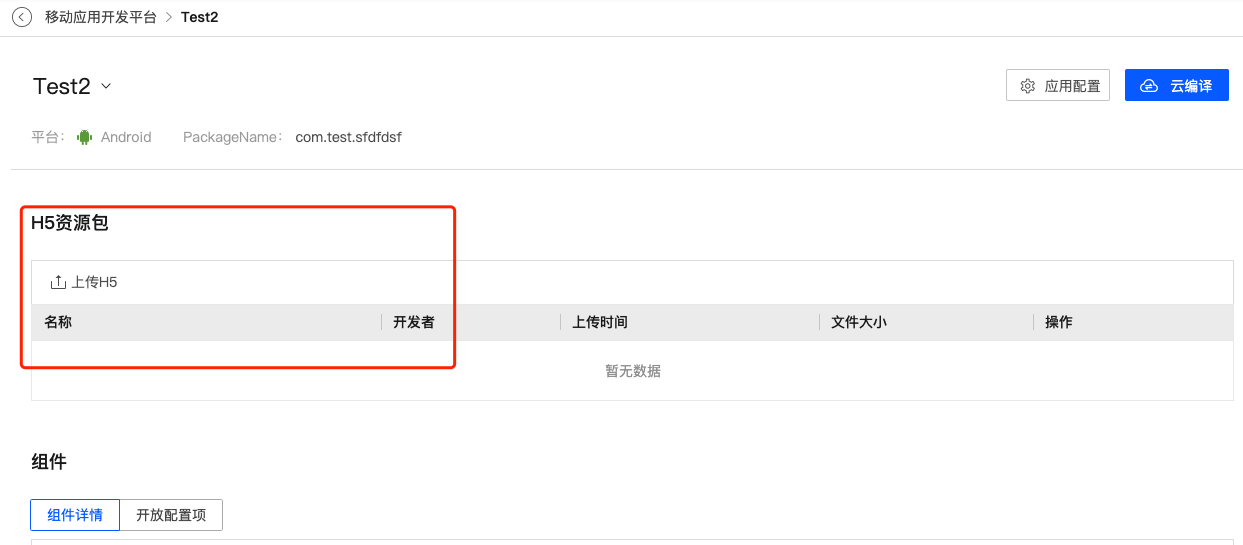 移动应用开发平台 > Test2
Test2
应用配置
云编译
平台： Android PackageName： com.test.sfdfdsf
H5资源包
上传H5
名称 开发者 上传时间 文件大小 操作
暂无数据
组件
组件详情 开放配置项